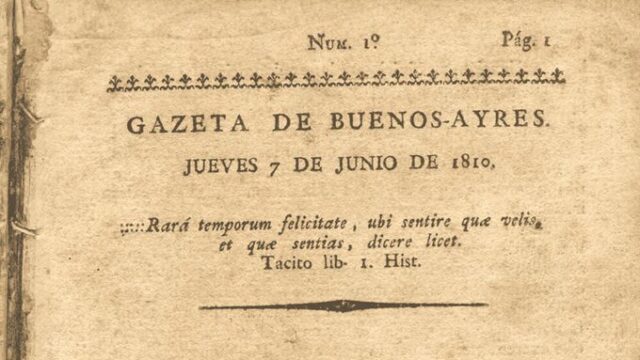 Num. 1º Pág. 1
GAZETA DE BUENOS-AYRES.
JUEVES 7 DE JUNIO DE 1810.
:::::Rará temporum felicitate, ubi sentire quæ velis,
et quæ sentias, dicere licet.
Tacito lib- 1. Hist.